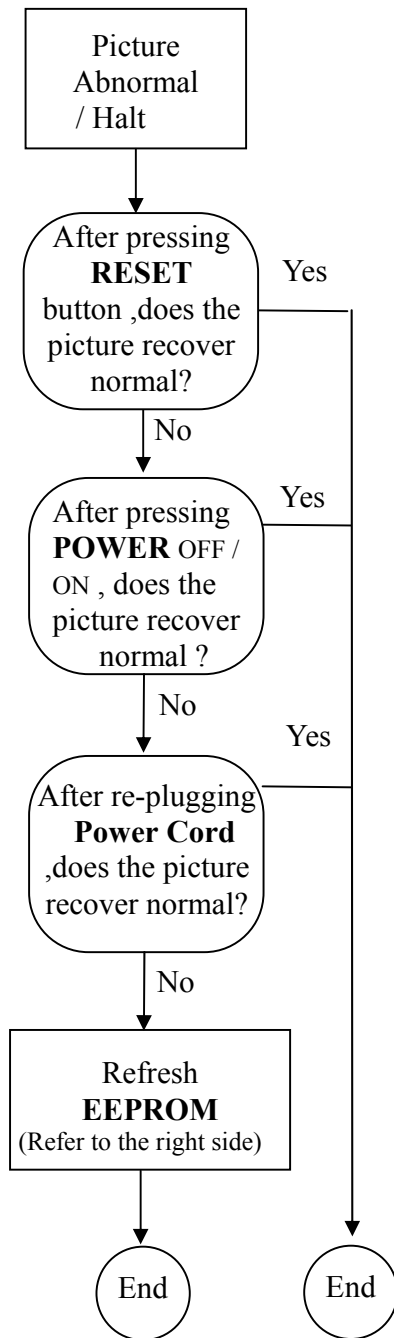 Picture
Abnormal
/ Halt
After pressing
RESET
button ,does the
picture recover
normal?
Yes
No
After pressing
POWER OFF /
ON , does the
picture recover
normal ?
Yes
No
After re-plugging
Power Cord
,does the picture
recover normal?
Yes
No
Refresh
EEPROM
(Refer to the right side)
End
End